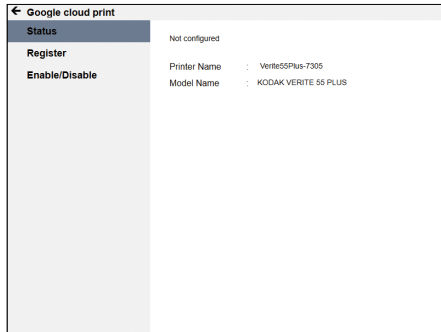 Google cloud print
Status
Register
Enable/Disable
Not configured
Printer Name : Verite55Plus-7305
Model Name : KODAK VERITE 55 PLUS